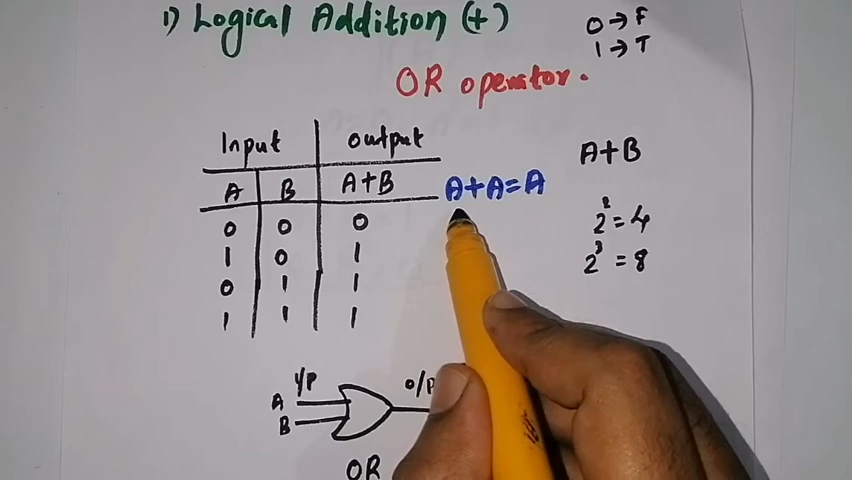 1) Logical Addition (+)
0→F
1→T
OR operator.
Input output
A B A+B
0 0 0
1 0 1
0 1 1
1 1 1
A+A=A
A+B
2² = 4
2³ = 8
I/P O/P
A
B
OR